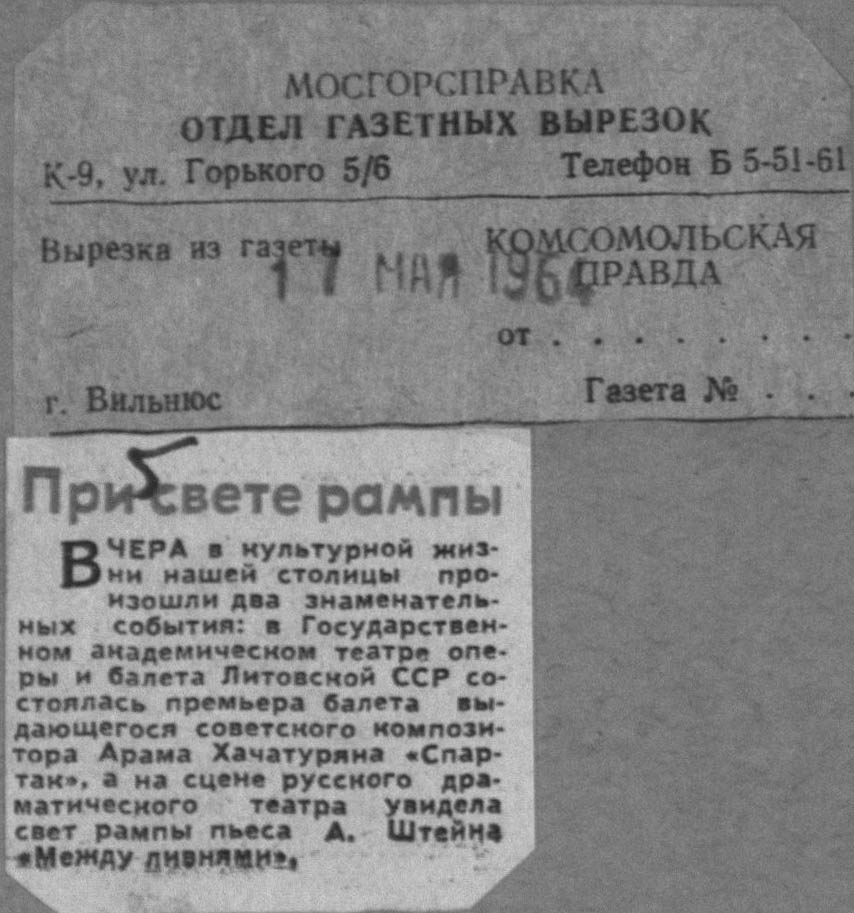 МОСГОРСПРАВКА
ОТДЕЛ ГАЗЕТНЫХ ВЫРЕЗОК
К-9, ул. Горького 5/6 Телефон Б 5-51-61
Вырезка из газеты КОМСОМОЛЬСКАЯ
ПРАВДА
17 МАЯ 1964
от . . . . . . . .
г. Вильнюс Газета № . . .
При свете рампы
ВЧЕРА в культурной жиз-
ни нашей столицы про-
изошли два знаменатель-
ных события: в Государствен-
ном академическом театре опе-
ры и балета Литовской ССР со-
стоялась премьера балета вы-
дающегося советского компози-
тора Арама Хачатуряна «Спар-
так», а на сцене русского дра-
матического театра увидела
свет рампы пьеса А. Штейна
«Между ливнями».